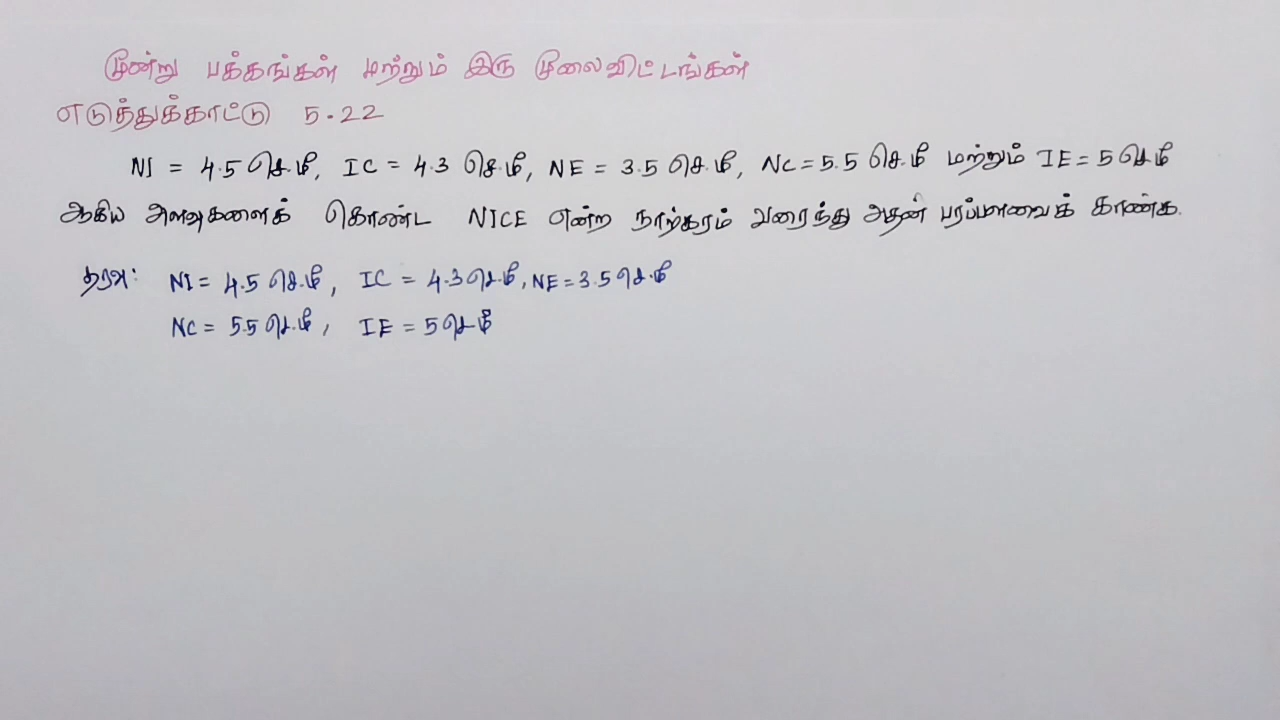 மூன்று பக்கங்கள் மற்றும் இரு மூலைவிட்டங்கள்
எடுத்துக்காட்டு 5.22
NI = 4.5 செ.மீ, IC = 4.3 செ.மீ, NE = 3.5 செ.மீ, NC = 5.5 செ.மீ மற்றும் IE = 5 செ.மீ
ஆகிய அளவுகளைக் கொண்ட NICE என்ற நாற்கரம் வரைந்து அதன் பரப்பளவைக் காண்க.
தரவு: NI = 4.5 செ.மீ, IC = 4.3 செ.மீ, NE = 3.5 செ.மீ
NC = 5.5 செ.மீ, IE = 5 செ.மீ